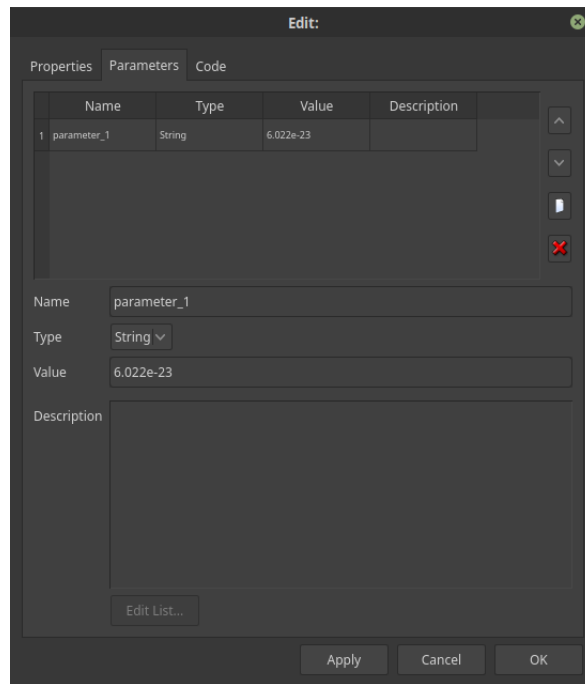 Edit:
Properties Parameters Code
Name Type Value Description
1 parameter_1 String 6.022e-23
Name parameter_1
Type String
Value 6.022e-23
Description
Edit List...
Apply Cancel OK